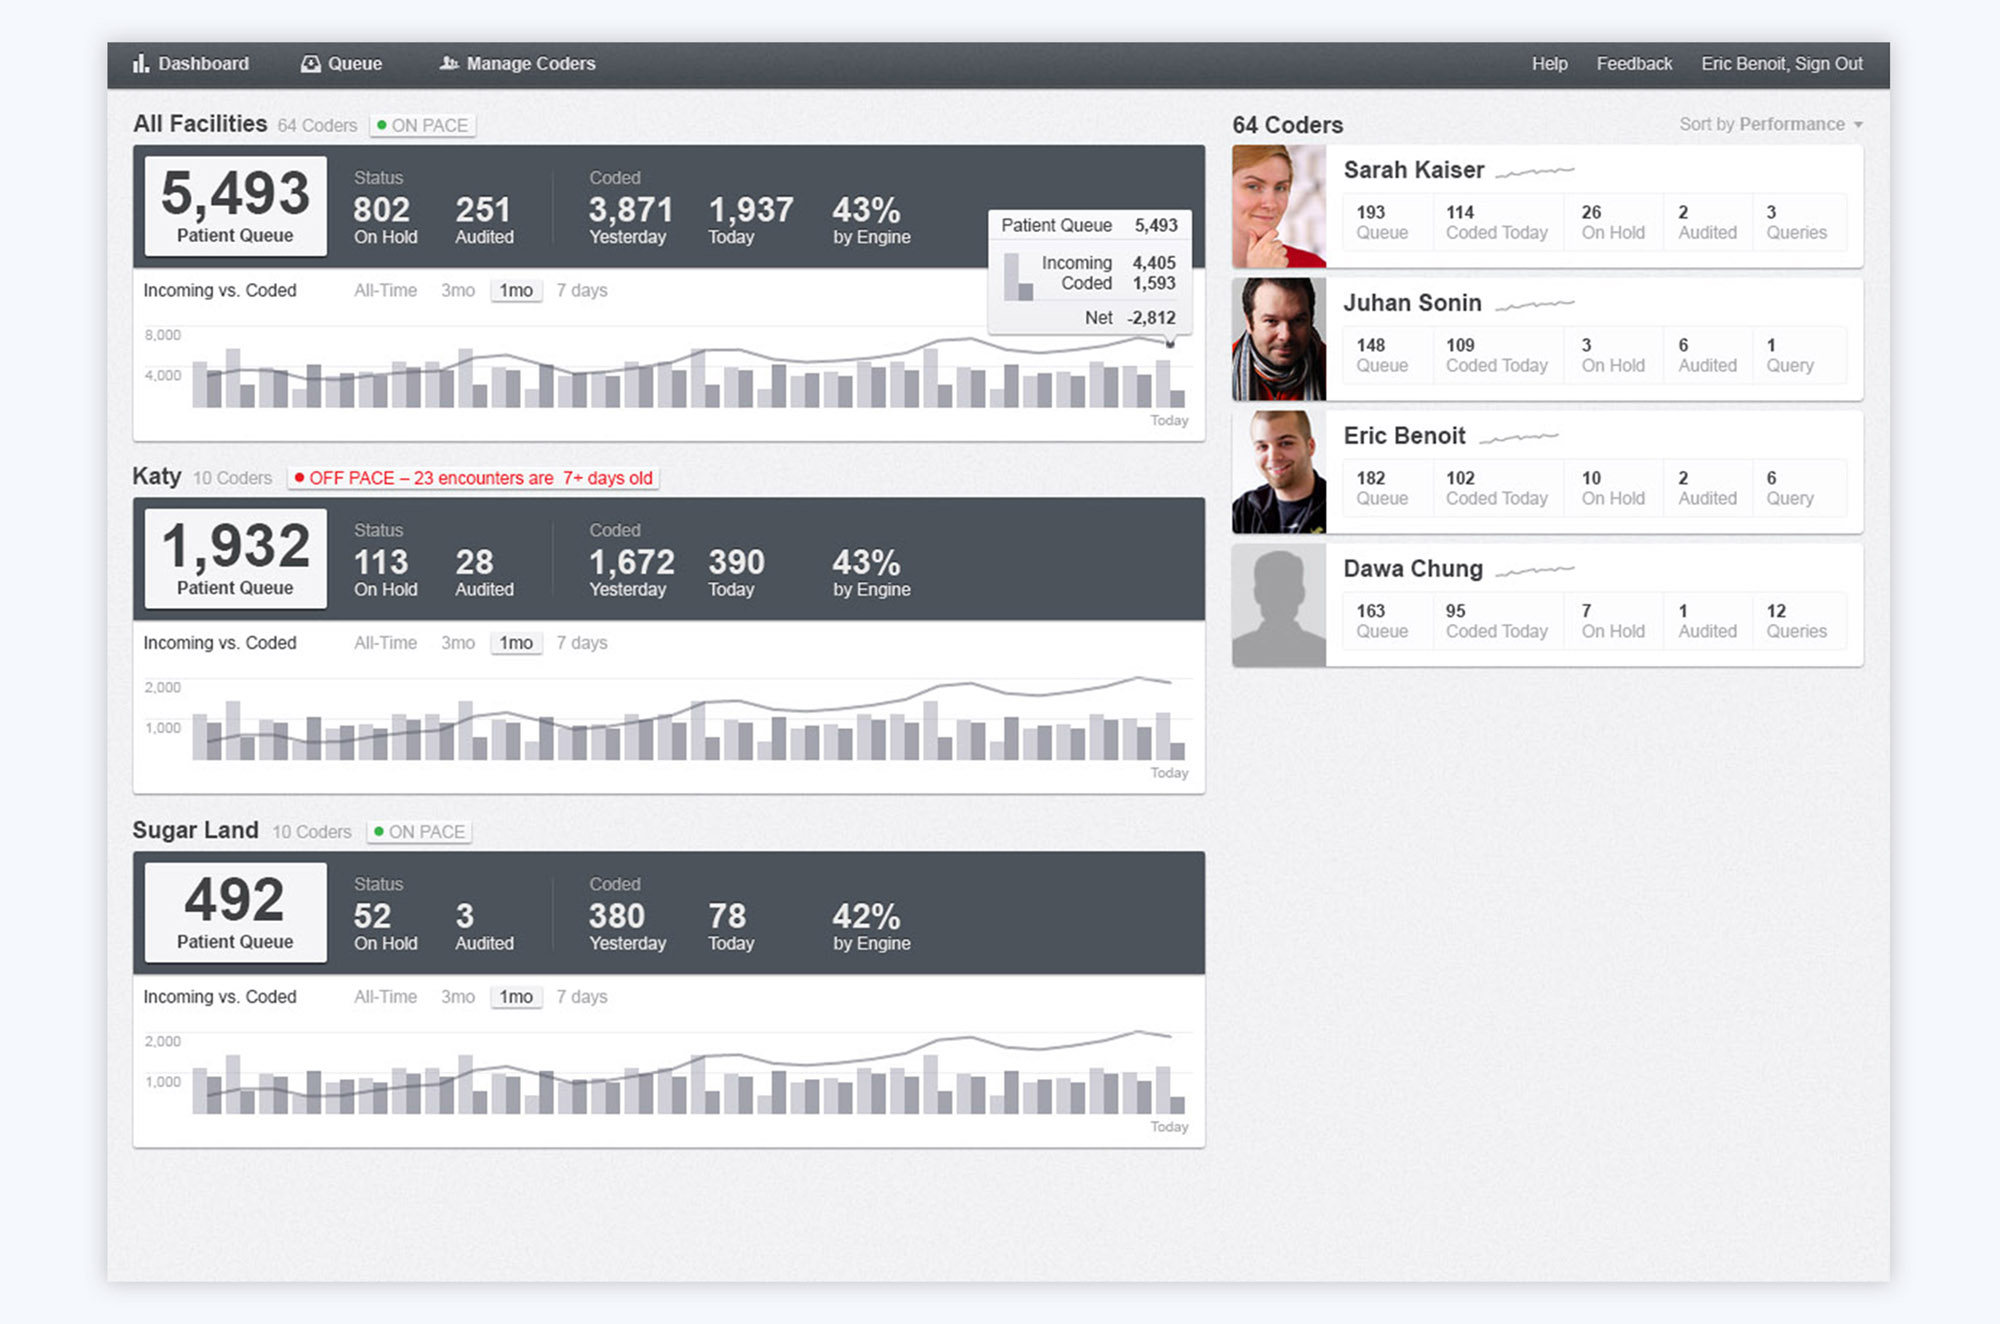 Dashboard Queue Manage Coders Help Feedback Eric Benoit, Sign Out
All Facilities 64 Coders ON PACE
5,493
Patient Queue
Status
802 251
On Hold Audited
Coded
3,871 1,937 43%
Yesterday Today by Engine
Patient Queue 5,493
Incoming 4,405
Coded 1,593
Net -2,812
Incoming vs. Coded All-Time 3mo 1mo 7 days
8,000
4,000
Today
Katy 10 Coders OFF PACE – 23 encounters are 7+ days old
1,932
Patient Queue
Status
113 28
On Hold Audited
Coded
1,672 390 43%
Yesterday Today by Engine
Incoming vs. Coded All-Time 3mo 1mo 7 days
2,000
1,000
Today
Sugar Land 10 Coders ON PACE
492
Patient Queue
Status
52 3
On Hold Audited
Coded
380 78 42%
Yesterday Today by Engine
Incoming vs. Coded All-Time 3mo 1mo 7 days
2,000
1,000
Today
64 Coders Sort by Performance
Sarah Kaiser
193 114 26 2 3
Queue Coded Today On Hold Audited Queries
Juhan Sonin
148 109 3 6 1
Queue Coded Today On Hold Audited Query
Eric Benoit
182 102 10 2 6
Queue Coded Today On Hold Audited Query
Dawa Chung
163 95 7 1 12
Queue Coded Today On Hold Audited Queries